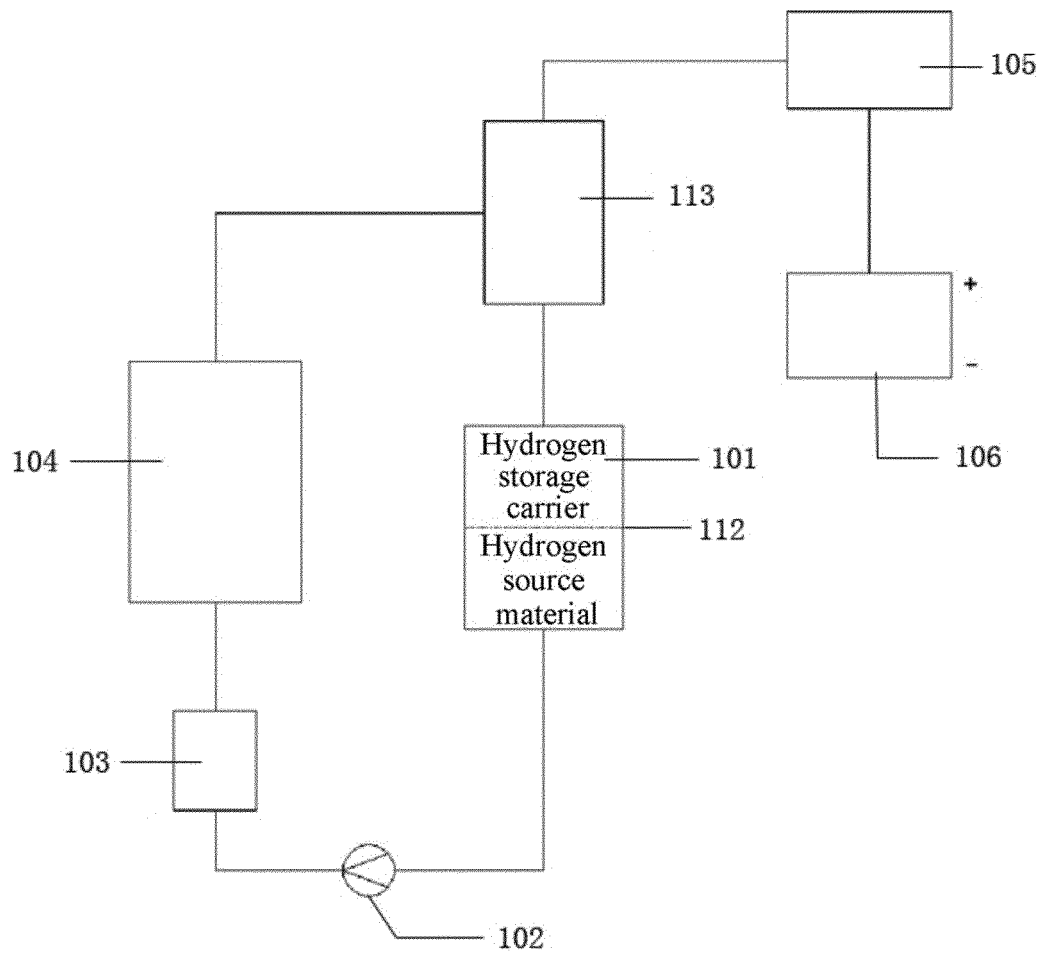 105
113
+
-
Hydrogen
storage
carrier
101
104
106
112
Hydrogen
source
material
103
102